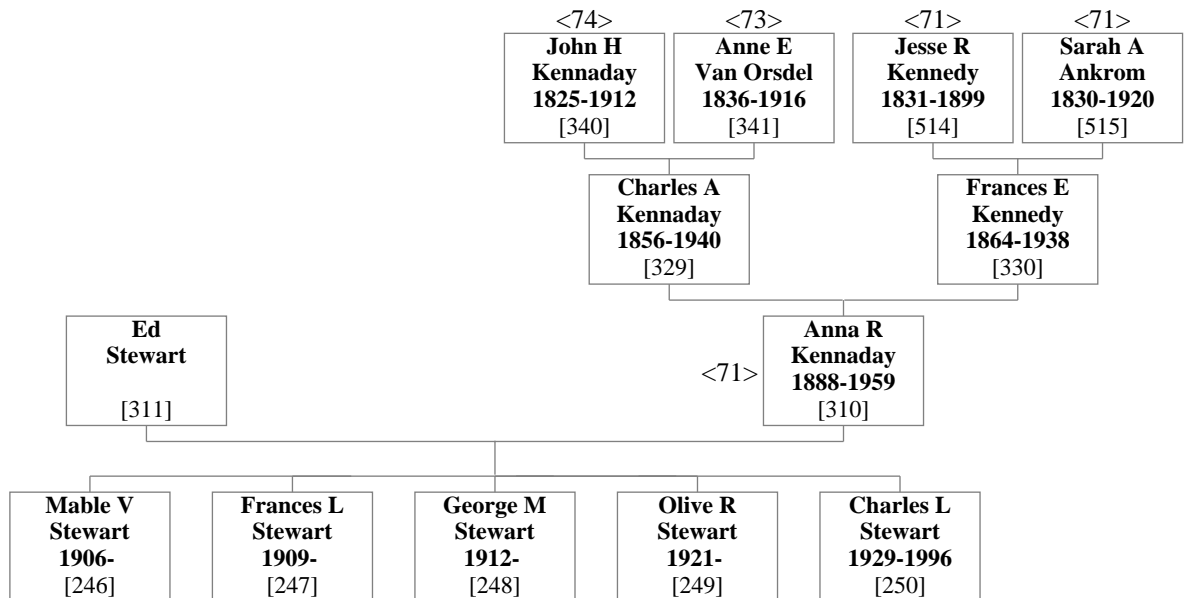 <74>
John H
Kennaday
1825-1912
[340]
<73>
Anne E
Van Orsdel
1836-1916
[341]
<71>
Jesse R
Kennedy
1831-1899
[514]
<71>
Sarah A
Ankrom
1830-1920
[515]
Charles A
Kennaday
1856-1940
[329]
Frances E
Kennedy
1864-1938
[330]
Ed
Stewart
[311]
<71>
Anna R
Kennaday
1888-1959
[310]
Mable V
Stewart
1906-
[246]
Frances L
Stewart
1909-
[247]
George M
Stewart
1912-
[248]
Olive R
Stewart
1921-
[249]
Charles L
Stewart
1929-1996
[250]